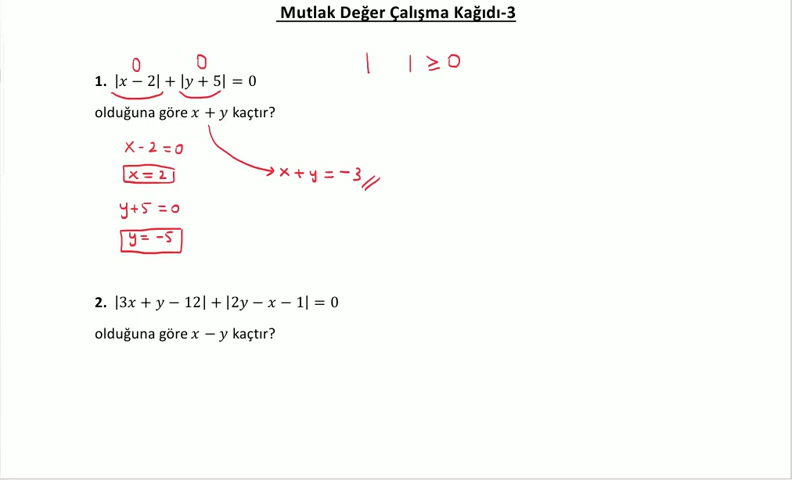 Mutlak Değer Çalışma Kağıdı-3
0 0
| | ≥ 0
1. |x − 2| + |y + 5| = 0
olduğuna göre x + y kaçtır?
x - 2 = 0
x = 2
x + y = -3
y + 5 = 0
y = -5
2. |3x + y − 12| + |2y − x − 1| = 0
olduğuna göre x − y kaçtır?